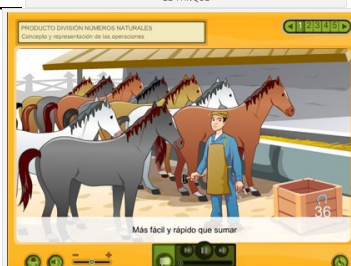 PRODUCTO DIVISIÓN NÚMEROS NATURALES
Concepto y representación de las operaciones
1 2 3 4 5
36
Más fácil y rápido que sumar